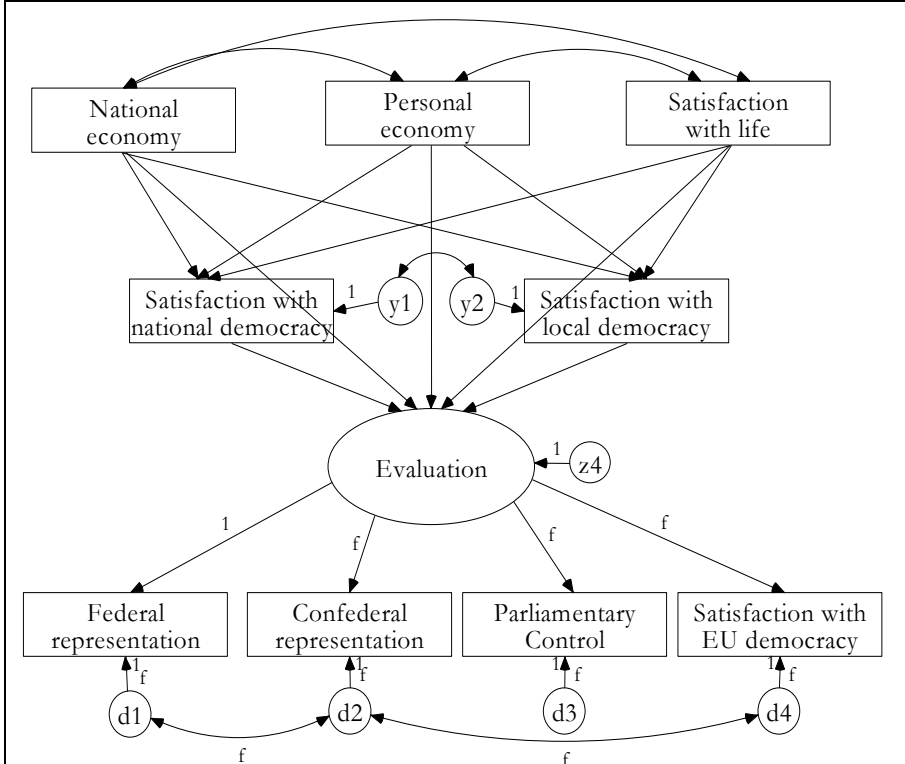 National
economy
Personal
economy
Satisfaction
with life
Satisfaction with
national democracy
1
y1
y2
1
Satisfaction with
local democracy
Evaluation
1
z4
1
f
f
f
Federal
representation
Confederal
representation
Parliamentary
Control
Satisfaction with
EU democracy
1
f
1
f
1
f
1
f
d1
d2
d3
d4
f
f